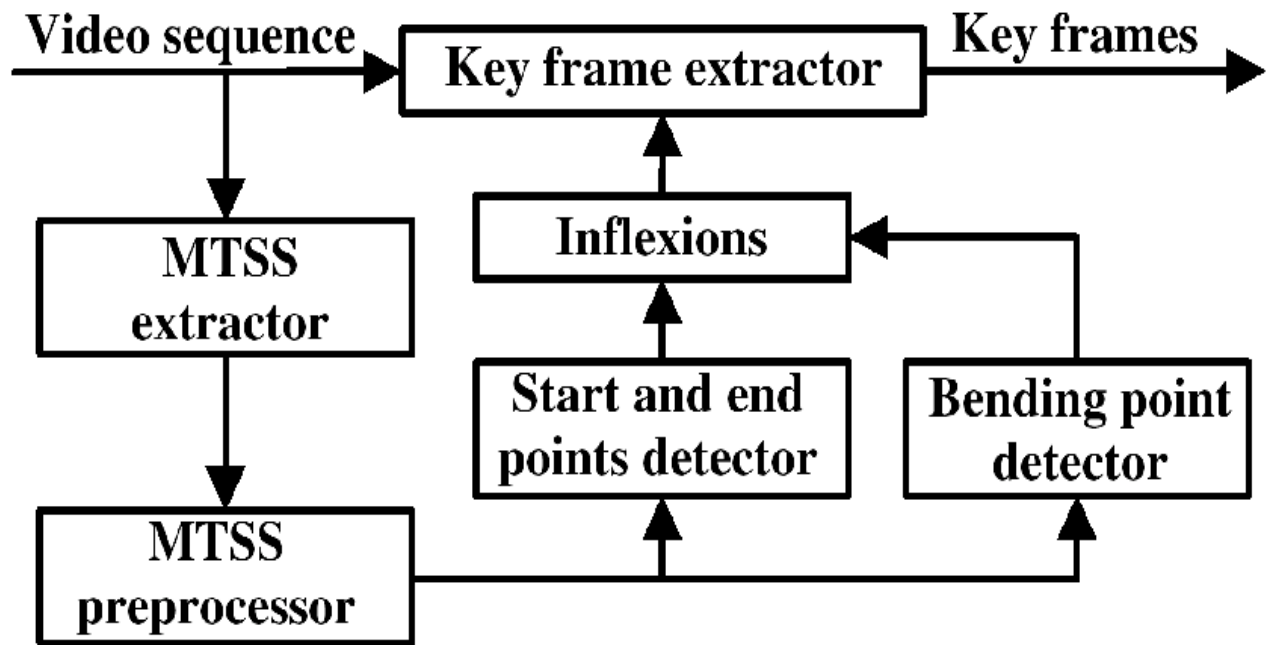 Video sequence
Key frame extractor
Key frames
Inflexions
MTSS
extractor
Start and end
points detector
Bending point
detector
MTSS
preprocessor